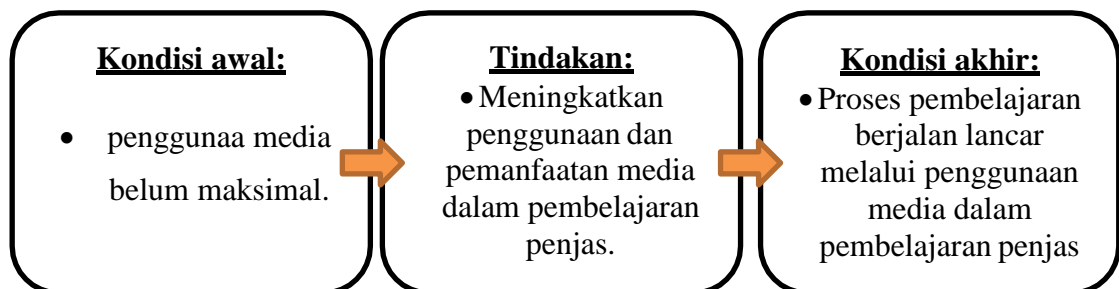 Kondisi awal:
• penggunaa media
belum maksimal.
Tindakan:
• Meningkatkan
penggunaan dan
pemanfaatan media
dalam pembelajaran
penjas.
Kondisi akhir:
• Proses pembelajaran
berjalan lancar
melalui penggunaan
media dalam
pembelajaran penjas